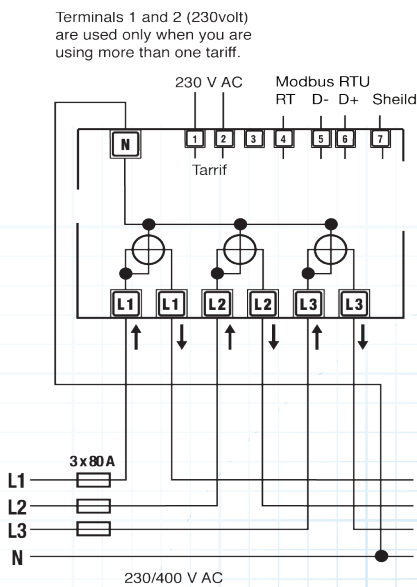 Terminals 1 and 2 (230volt)
are used only when you are
using more than one tariff.
230 V AC Modbus RTU
RT D- D+ Sheild
N 1 2 3 4 5 6 7
Tarrif
L1 L1 L2 L2 L3 L3
3x80A
L1
L2
L3
N
230/400 V AC